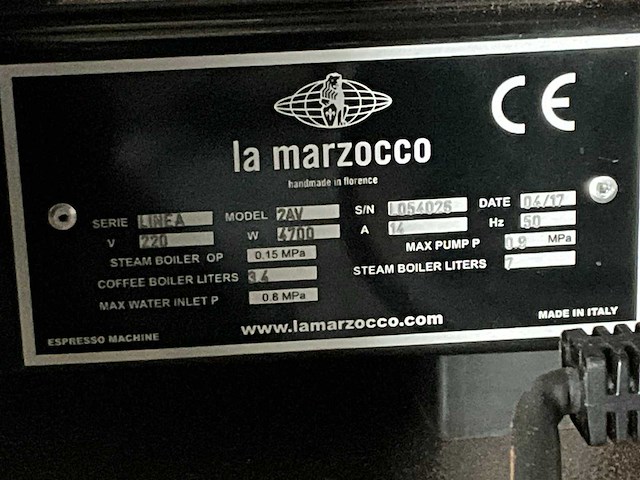 CE
la marzocco
handmade in florence
SERIE LINEA MODEL 2AV S/N L054026 DATE 04/17
V 220 W 4700 A 14 Hz 50
STEAM BOILER OP 0.15 MPa MAX PUMP P 0,8 MPa
COFFEE BOILER LITERS 3,4 STEAM BOILER LITERS 7
MAX WATER INLET P 0.6 MPa
www.lamarzocco.com
ESPRESSO MACHINE MADE IN ITALY